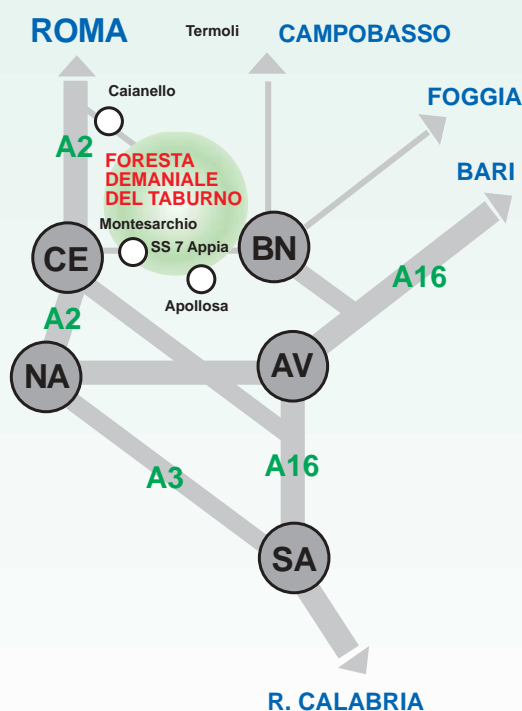 ROMA
Termoli
CAMPOBASSO
Caianello
FOGGIA
A2
FORESTA
DEMANIALE
DEL TABURNO
BARI
Montesarchio
SS 7 Appia
CE
BN
A16
Apollosa
A2
NA
AV
A3
A16
SA
R. CALABRIA